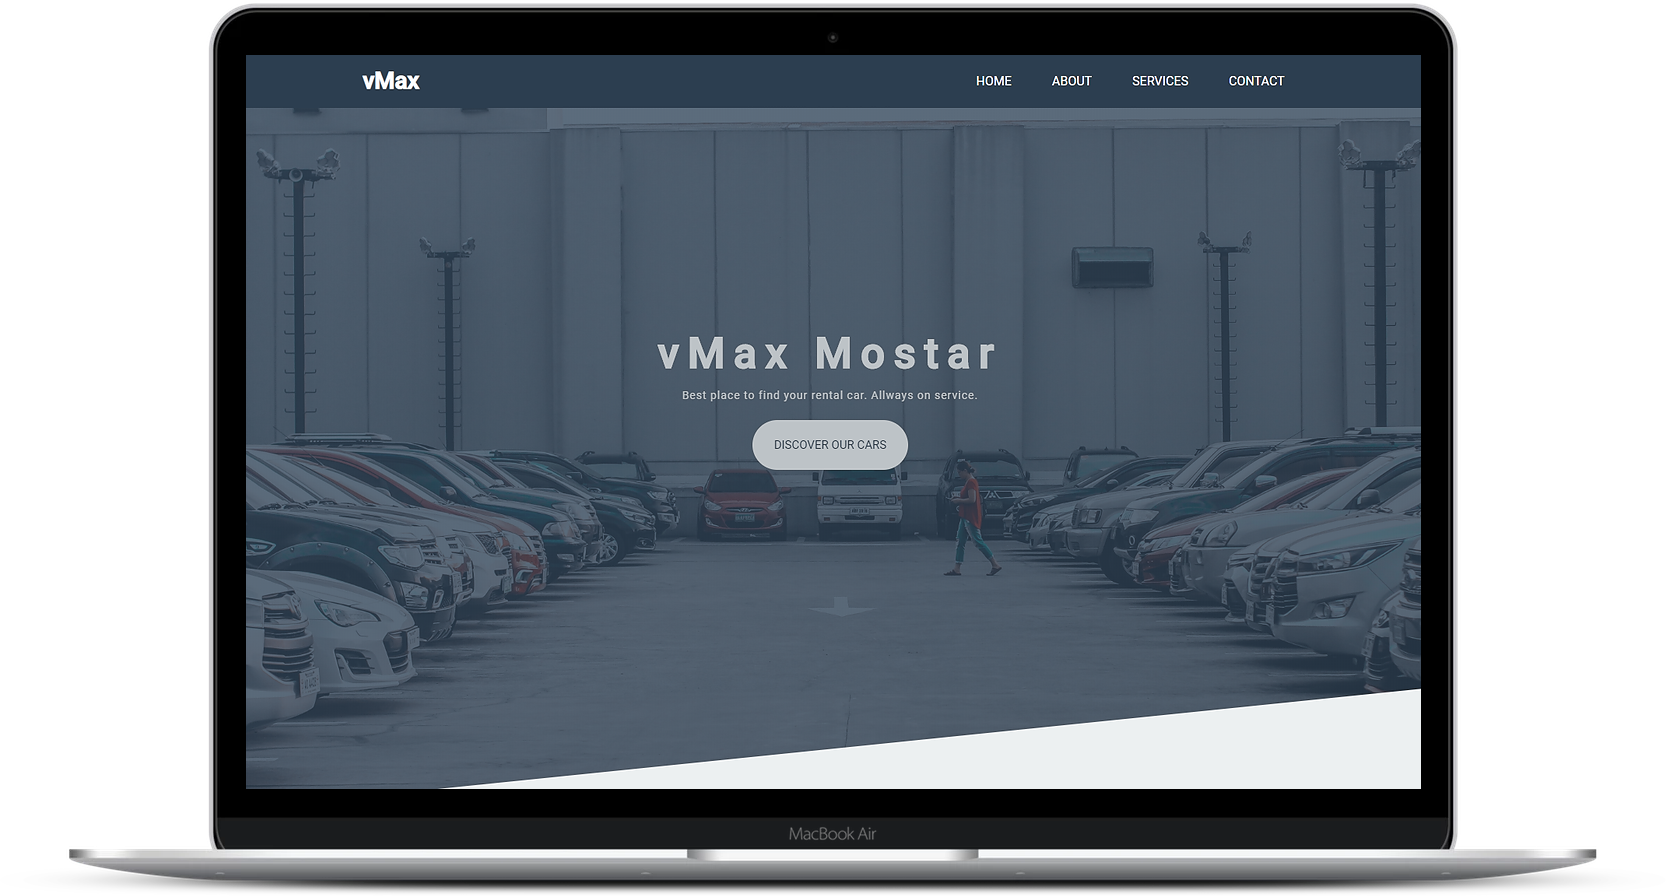 vMax
HOME ABOUT SERVICES CONTACT
vMax Mostar
Best place to find your rental car. Allways on service.
DISCOVER OUR CARS
MacBook Air